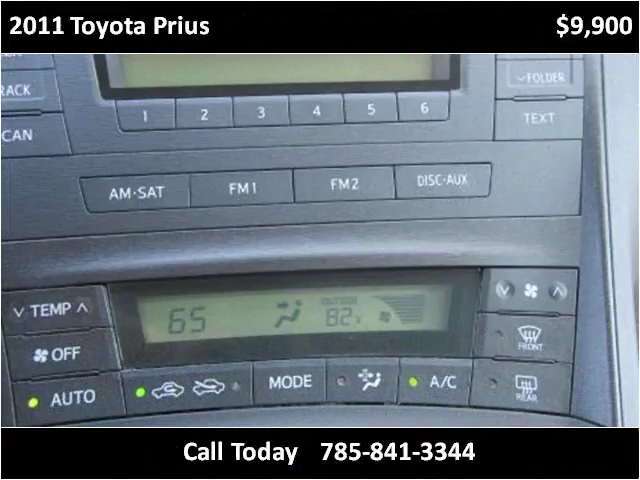 2011 Toyota Prius $9,900
RACK
CAN
1 2 3 4 5 6
FOLDER
TEXT
AM·SAT FM1 FM2 DISC·AUX
TEMP
OFF
AUTO
65
OUTSIDE
82
MODE
A/C
FRONT
REAR
Call Today 785-841-3344